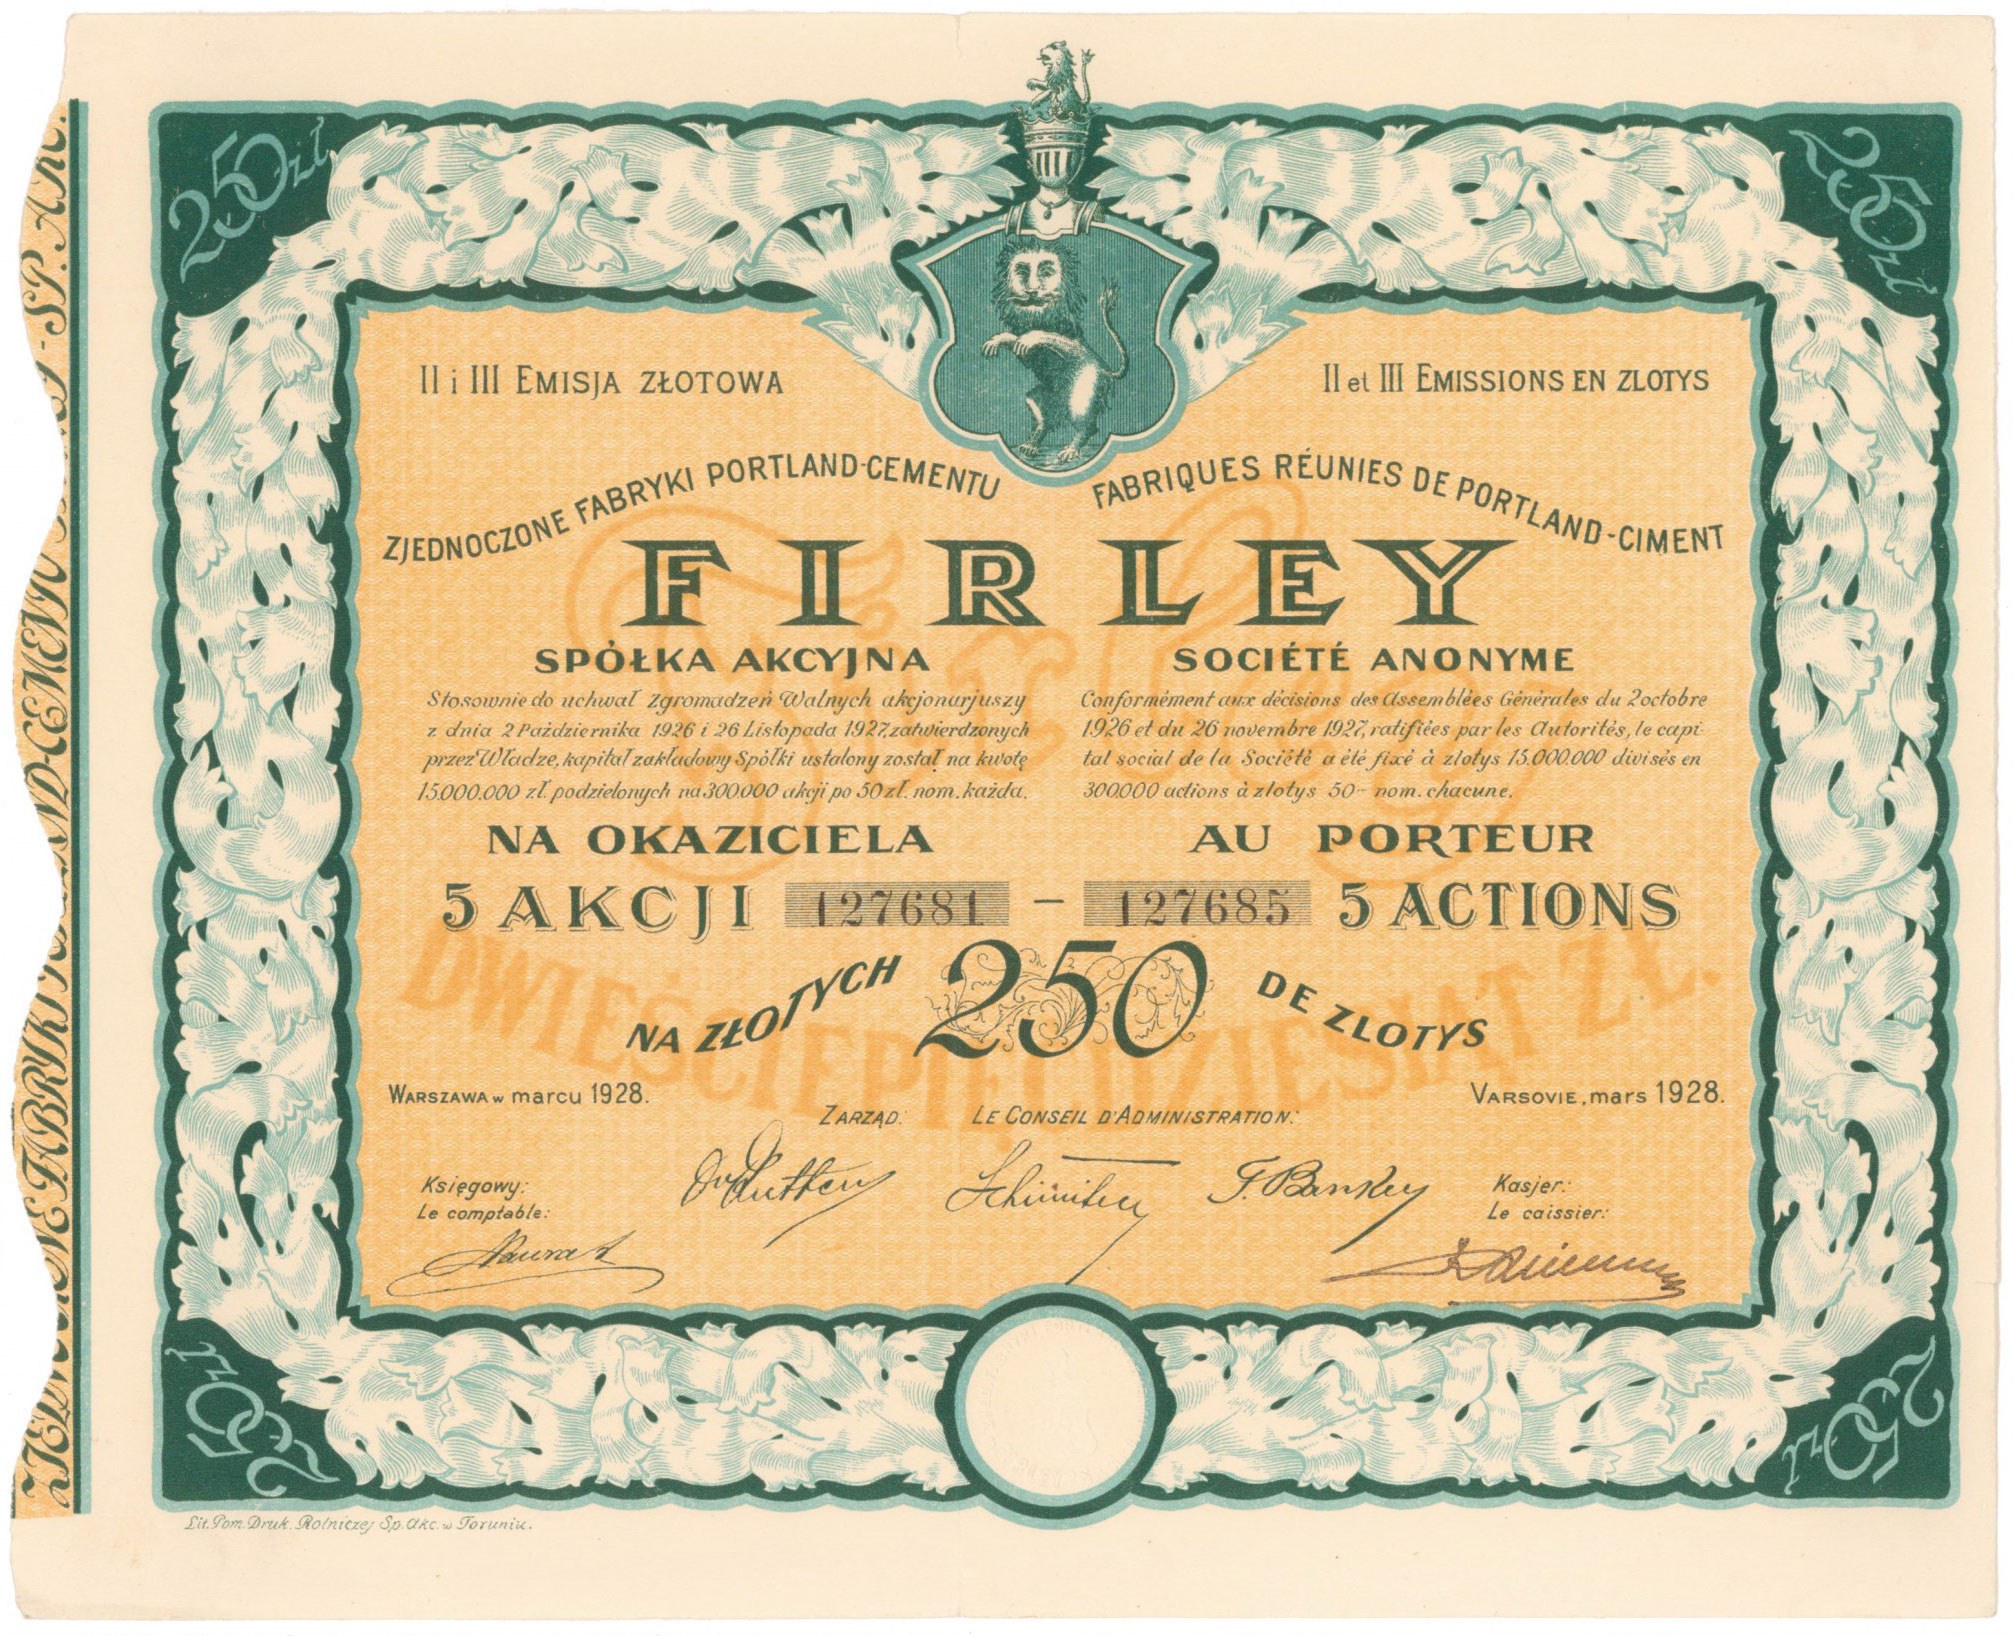 250 zł
250 zł
II i III EMISJA ZŁOTOWA
II et III EMISSIONS EN ZLOTYS
ZJEDNOCZONE FABRYKI PORTLAND-CEMENTU
FABRIQUES RÉUNIES DE PORTLAND-CIMENT
FIRLEY
SPÓŁKA AKCYJNA
Stosownie do uchwał Zgromadzeń Walnych akcjonarjuszy
z dnia 2 Października 1926 i 26 Listopada 1927, zatwierdzonych
przez Władze, kapitał zakładowy Spółki ustalony został na kwotę
15.000.000 zł. podzielonych na 300.000 akcji po 50 zł. nom. każda.
SOCIÉTÉ ANONYME
Conformément aux décisions des Assemblées Générales du 2 octobre
1926 et du 26 novembre 1927, ratifiées par les Autorités, le capi-
tal social de la Société a été fixé à zlotys 15.000.000 divisés en
300.000 actions à zlotys 50- nom. chacune.
NA OKAZICIELA
AU PORTEUR
5 AKCJI 127681 – 127685 5 ACTIONS
NA ZŁOTYCH 250 DE ZLOTYS
DWIEŚCIE PIĘĆDZIESIĄT ZŁ.
WARSZAWA w marcu 1928.
VARSOVIE, mars 1928.
ZARZĄD: LE CONSEIL D'ADMINISTRATION:
Księgowy:
Le comptable:
Kasjer:
Le caissier:
250 zł
250 zł
Lit. Pom. Druk. Rolniczej Sp. Akc. w Toruniu.